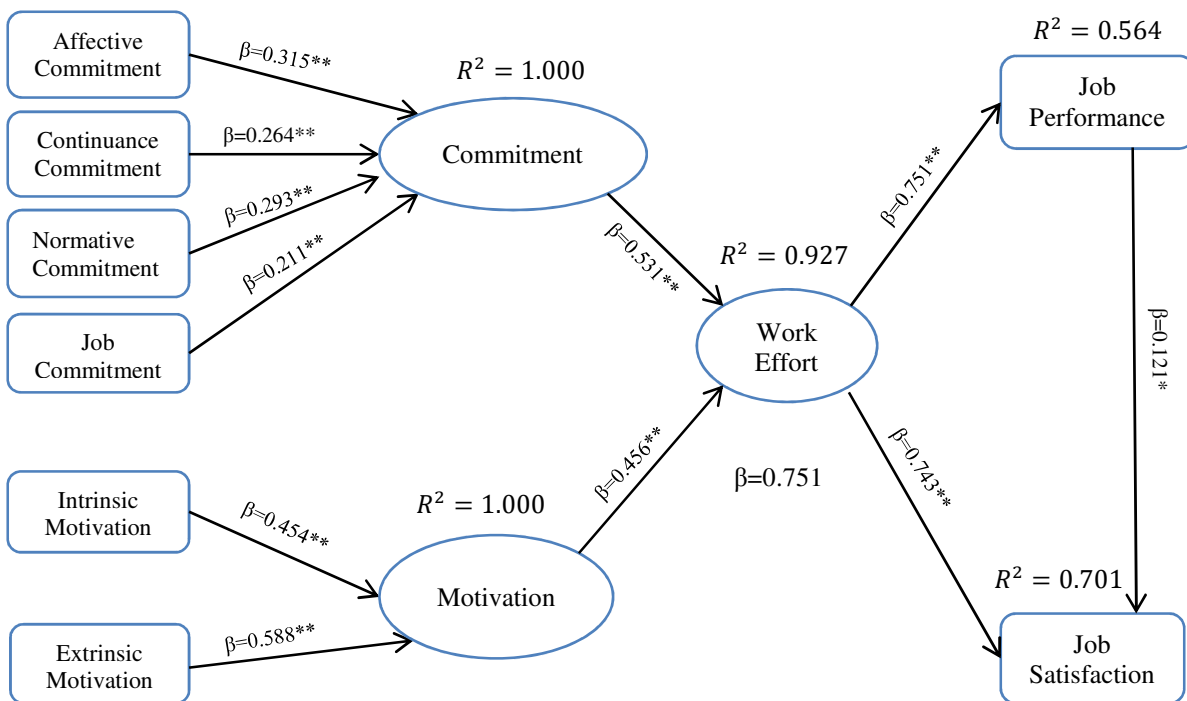 Affective
Commitment
β=0.315**
R² = 1.000
Continuance
Commitment
β=0.264**
Commitment
Normative
Commitment
β=0.293**
Job
Commitment
β=0.211**
β=0.531**
R² = 0.927
Work
Effort
β=0.751**
R² = 0.564
Job
Performance
β=0.121*
Intrinsic
Motivation
β=0.454**
R² = 1.000
Motivation
β=0.456**
β=0.751
β=0.743**
Extrinsic
Motivation
β=0.588**
R² = 0.701
Job
Satisfaction